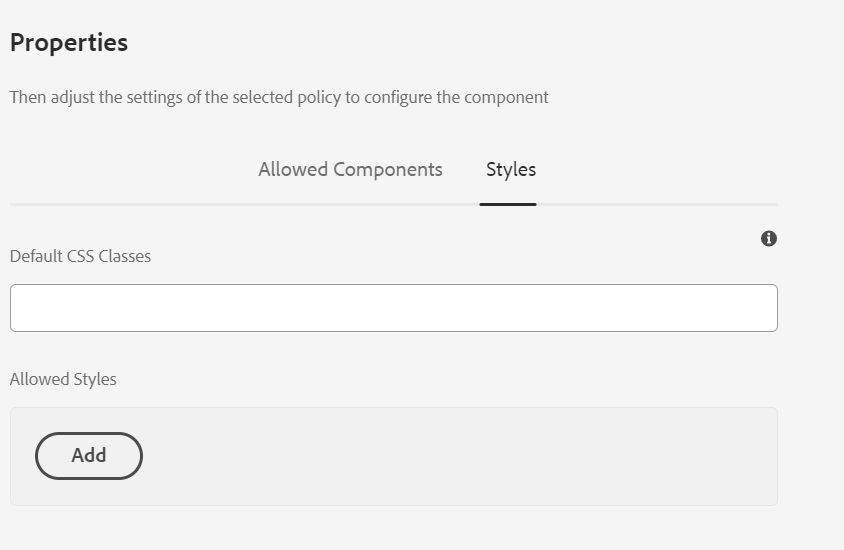 Properties
Then adjust the settings of the selected policy to configure the component
Allowed Components
Styles
Default CSS Classes
Allowed Styles
Add